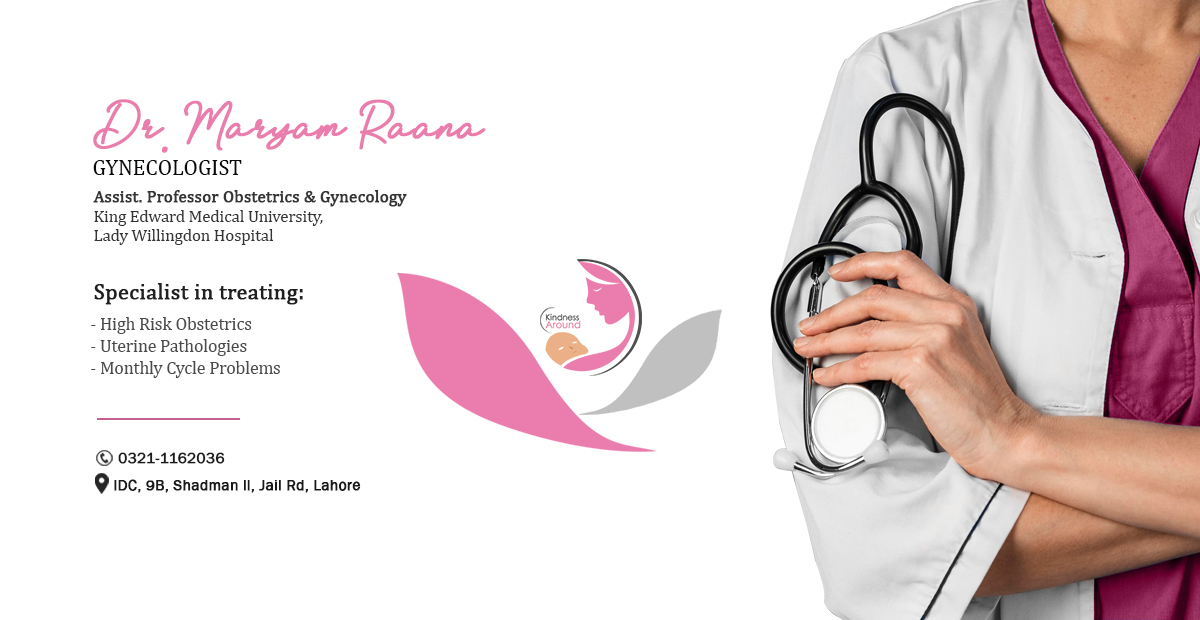 Dr. Maryam Raana
GYNECOLOGIST
Assist. Professor Obstetrics & Gynecology
King Edward Medical University,
Lady Willingdon Hospital
Specialist in treating:
- High Risk Obstetrics
- Uterine Pathologies
- Monthly Cycle Problems
Kindness
Around
0321-1162036
IDC, 9B, Shadman II, Jail Rd, Lahore